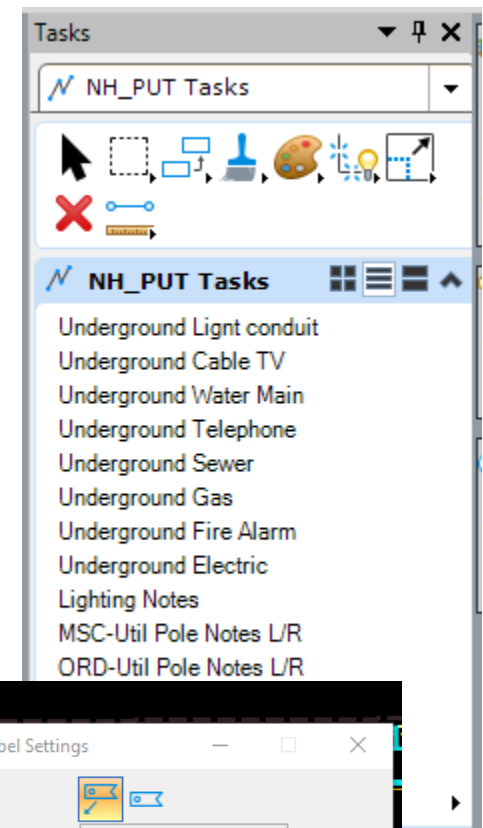 Tasks
NH_PUT Tasks
NH_PUT Tasks
Underground Lignt conduit
Underground Cable TV
Underground Water Main
Underground Telephone
Underground Sewer
Underground Gas
Underground Fire Alarm
Underground Electric
Lighting Notes
MSC-Util Pole Notes L/R
ORD-Util Pole Notes L/R
Settings